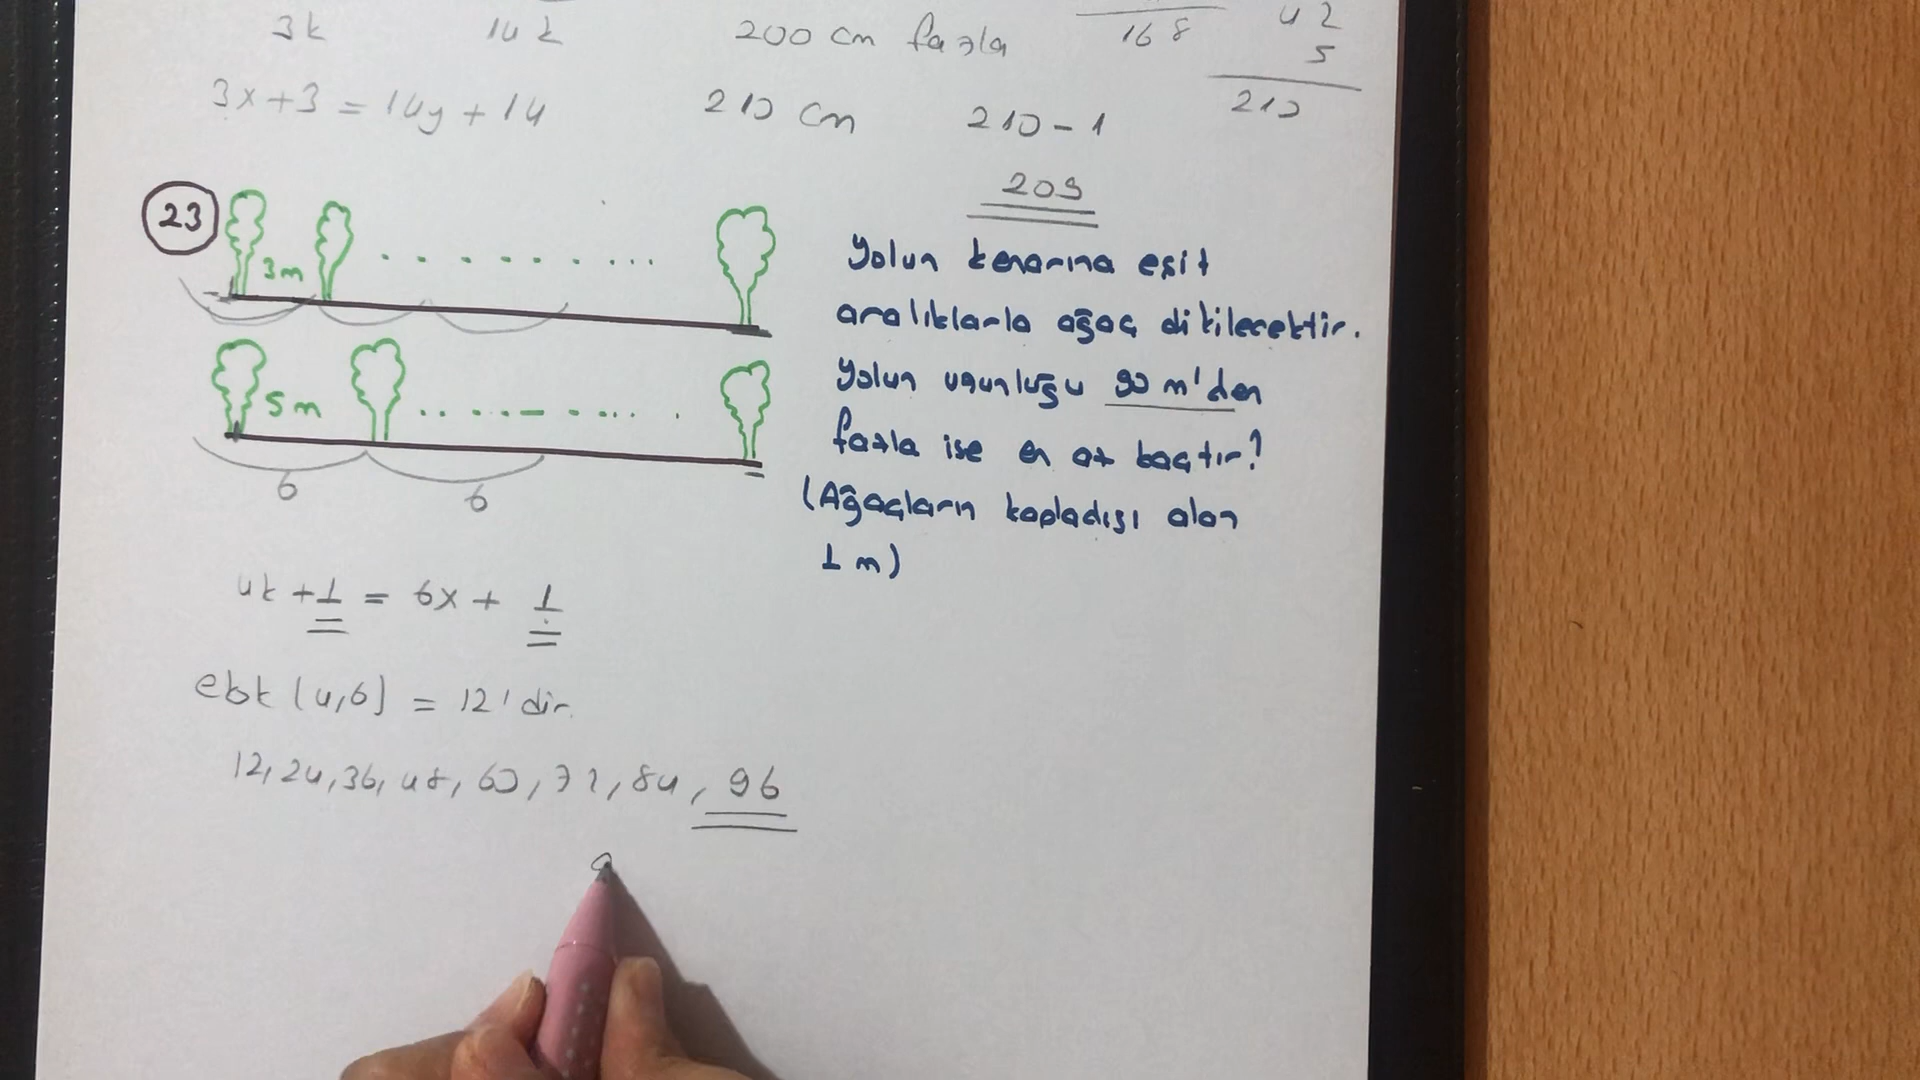 3k 14k 200 cm fazla 168 42
5
3x+3 = 14y + 14 210 cm 210-1 210
209
23
3m
Yolun kenarına eşit
aralıklarla ağaç dikilecektir.
Yolun uzunluğu 90 m'den
fazla ise en az kaçtır?
(Ağaçların kapladığı alan
1 m)
5m
6 6
4k + 1 = 6x + 1
ebk (4,6) = 12'dir.
12, 24, 36, 48, 60, 72, 84, 96
9